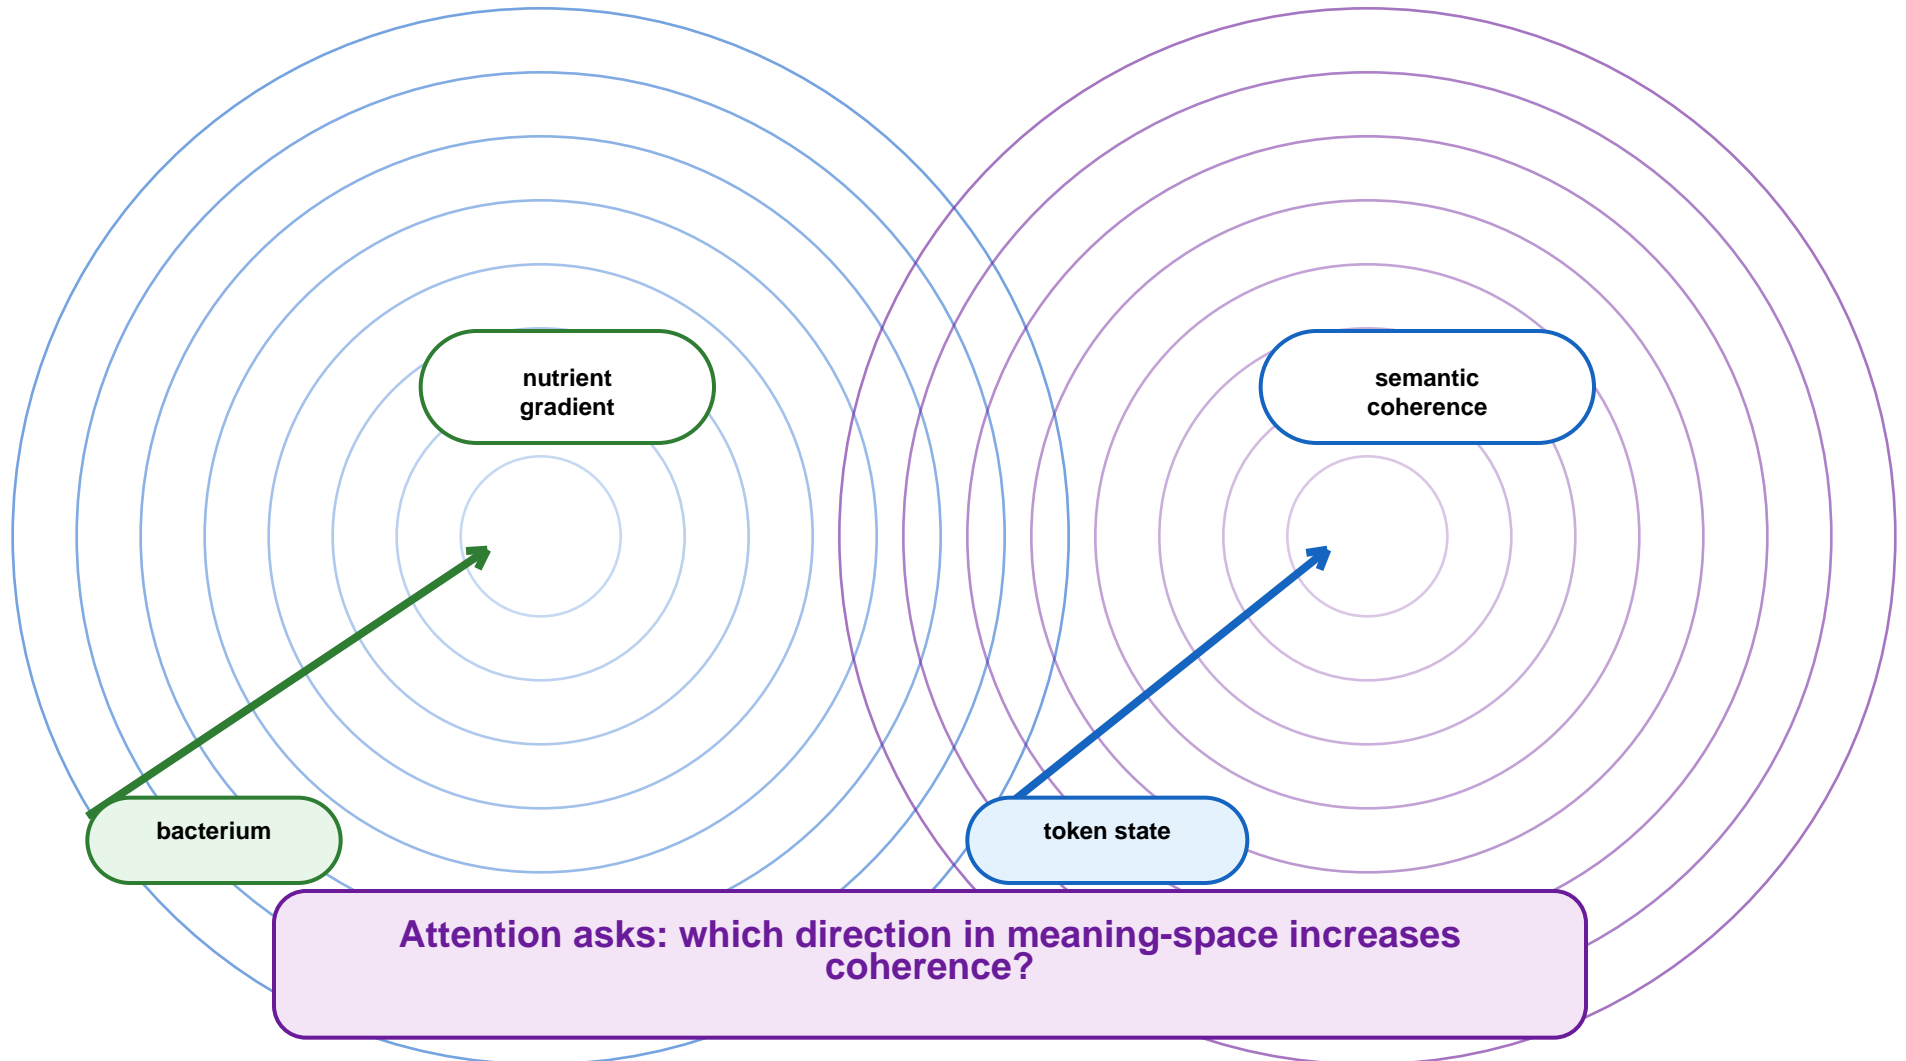 nutrient
gradient
semantic
coherence
bacterium
token state
Attention asks: which direction in meaning-space increases
coherence?